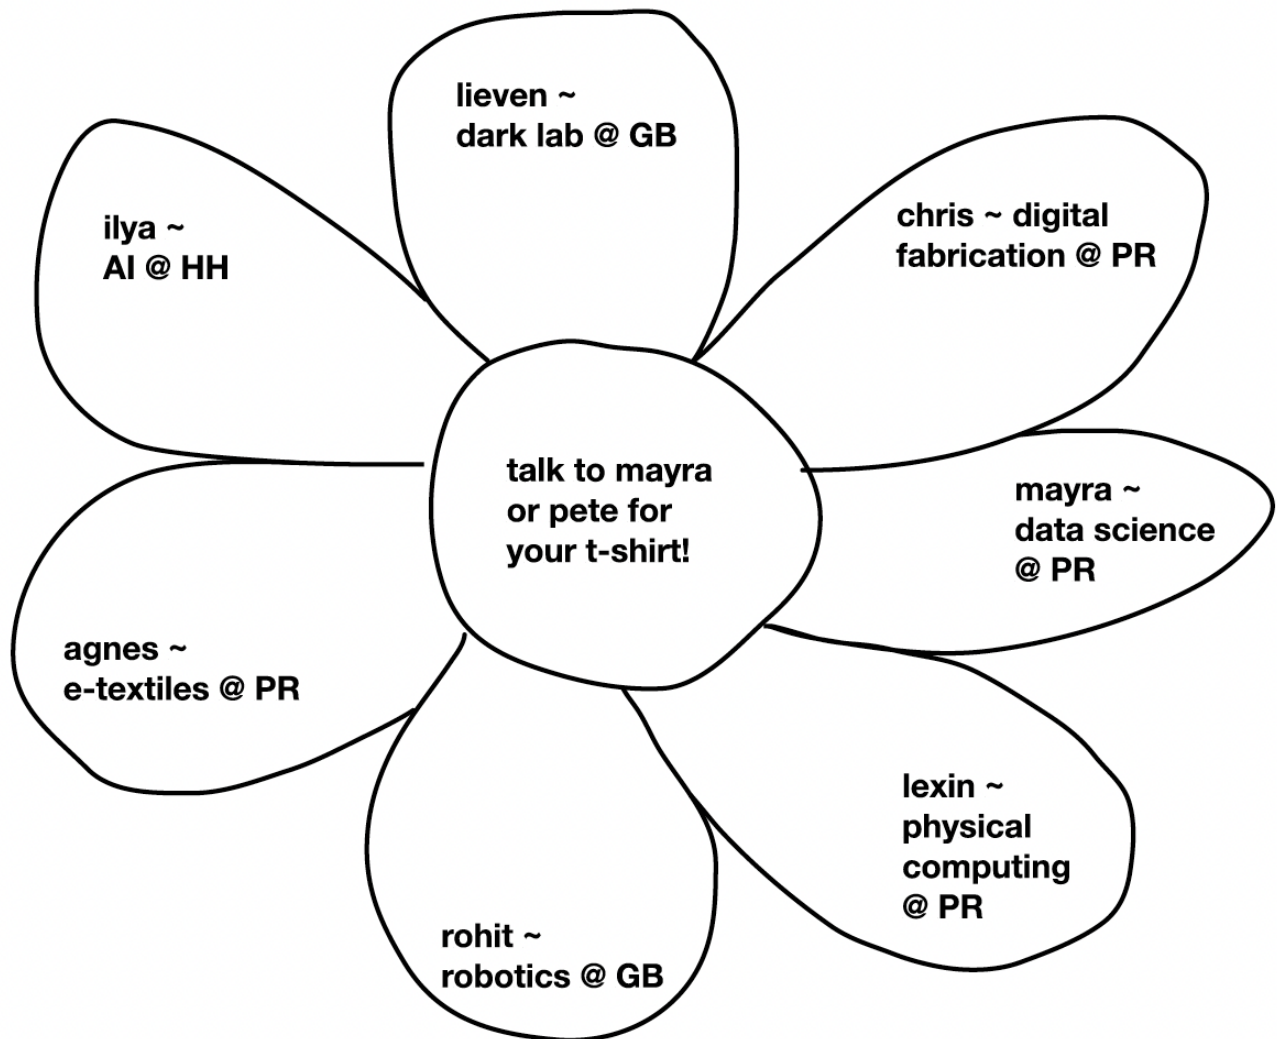 lieven ~
dark lab @ GB
ilya ~
AI @ HH
chris ~ digital
fabrication @ PR
talk to mayra
or pete for
your t-shirt!
mayra ~
data science
@ PR
agnes ~
e-textiles @ PR
lexin ~
physical
computing
@ PR
rohit ~
robotics @ GB